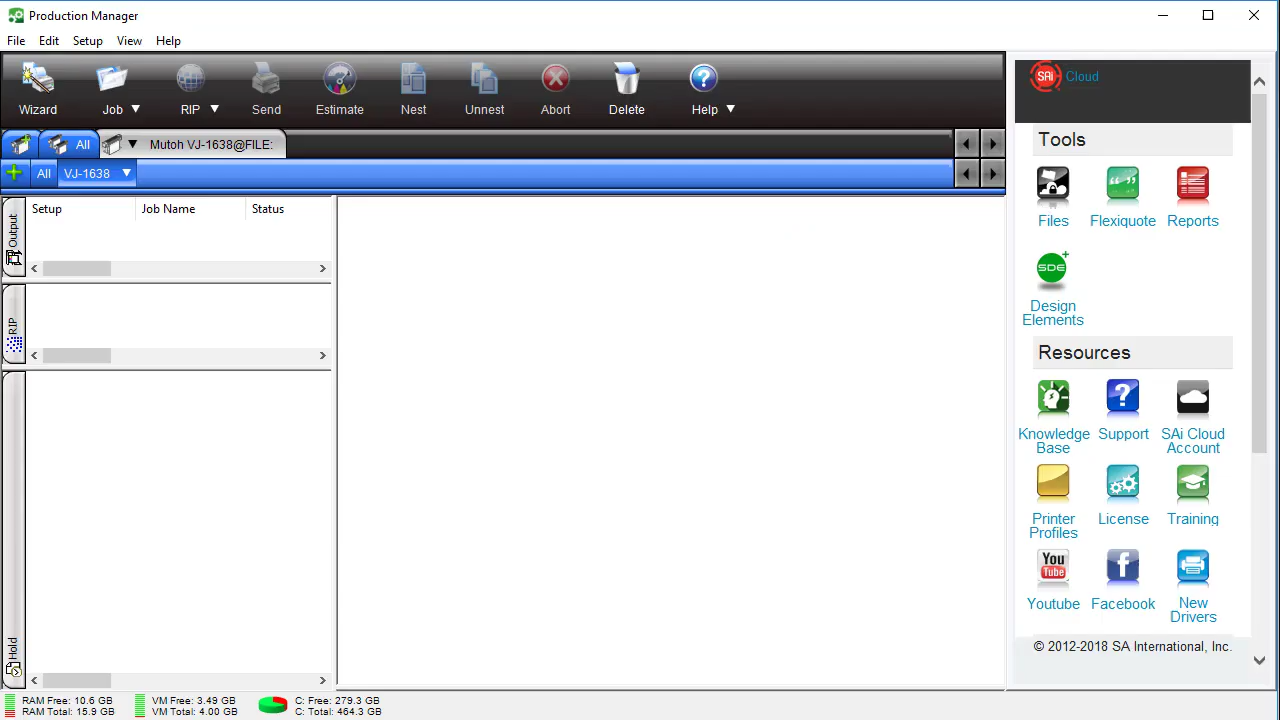 Production Manager
File Edit Setup View Help
Wizard Job RIP Send Estimate Nest Unnest Abort Delete Help
All Mutoh VJ-1638@FILE:
All VJ-1638
Setup Job Name Status
Output
RIP
Hold
SAi Cloud
Tools
Files Flexiquote Reports
SDE
Design
Elements
Resources
Knowledge
Base
Support
SAi Cloud
Account
Printer
Profiles
License
Training
You
Tube
Youtube
Facebook
New
Drivers
© 2012-2018 SA International, Inc.
RAM Free: 10.6 GB VM Free: 3.49 GB C: Free: 279.3 GB
RAM Total: 15.9 GB VM Total: 4.00 GB C: Total: 464.3 GB